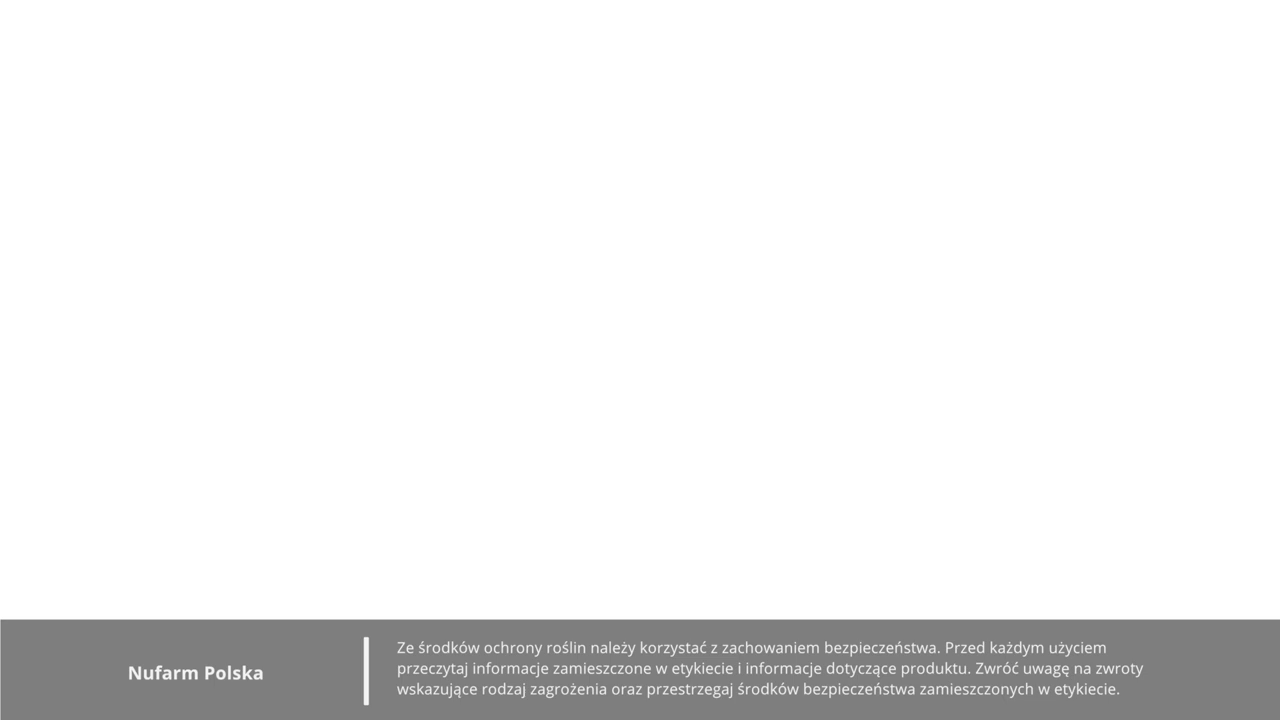 Nufarm Polska
Ze środków ochrony roślin należy korzystać z zachowaniem bezpieczeństwa. Przed każdym użyciem
przeczytaj informacje zamieszczone w etykiecie i informacje dotyczące produktu. Zwróć uwagę na zwroty
wskazujące rodzaj zagrożenia oraz przestrzegaj środków bezpieczeństwa zamieszczonych w etykiecie.